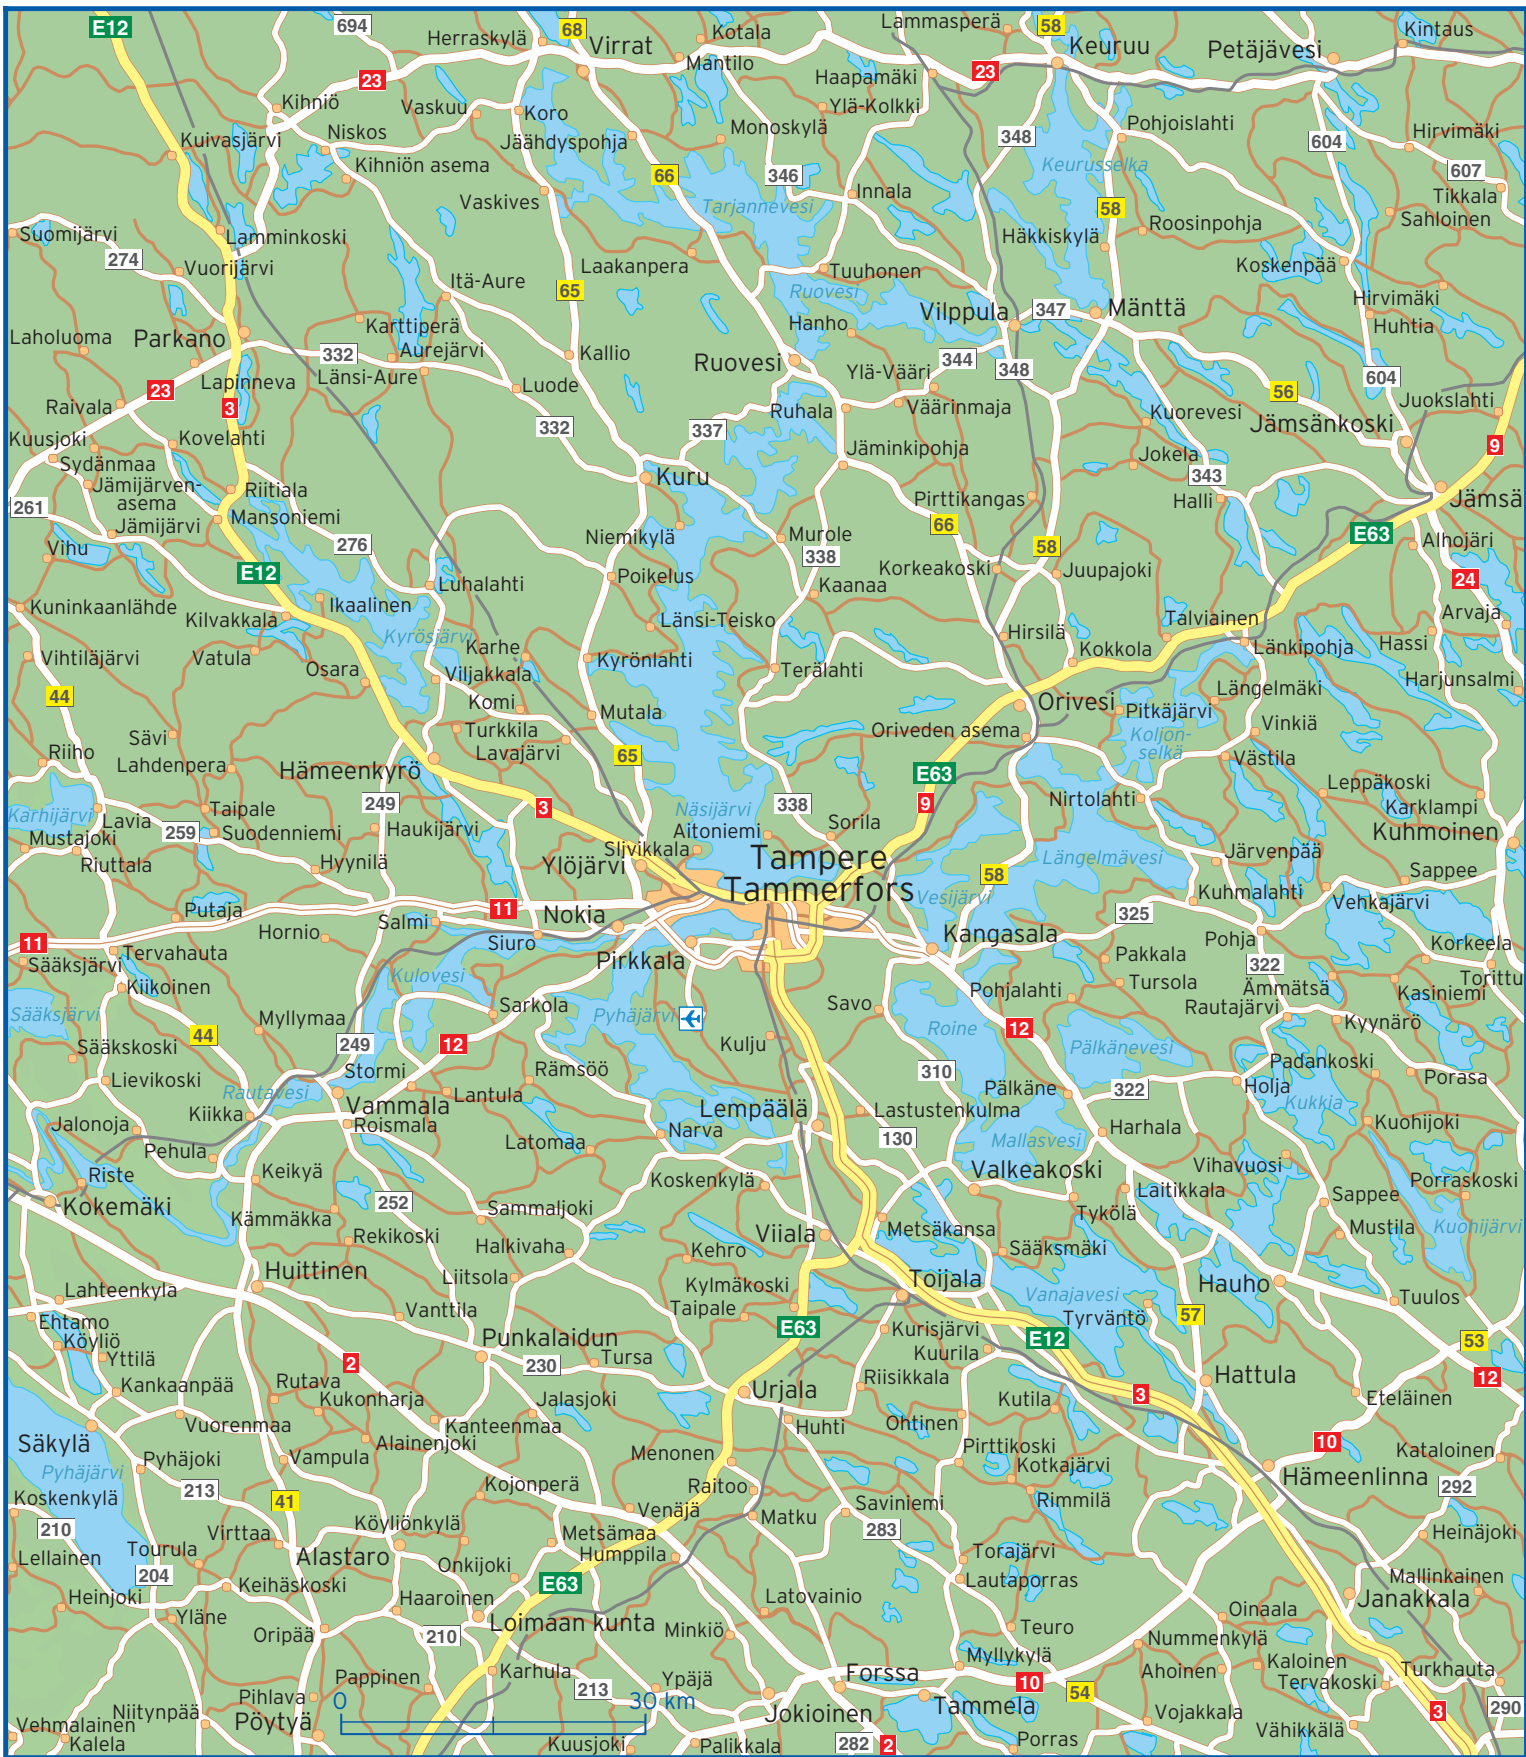 E12
694
68
58
Lammasperä
Kintaus
Herraskylä
Virrat
Kotala
Keuruu
Petäjävesi
Mäntilo
Haapamäki
23
23
Kihniö
Vaskuu
Koro
Ylä-Kolkki
Monoskylä
348
Pohjoislahti
604
Hirvimäki
Kuivasjärvi
Niskos
Jäähdyspohja
Kihniön asema
66
346
Keurusselka
607
Tikkala
Vaskives
Tarjannevesi
Innala
58
Sahloinen
Suomijärvi
Lamminkoski
Roosinpohja
Häkkiskylä
274
Vuorijärvi
Laakanpera
Tuuhonen
Koskenpää
Itä-Aure
65
Ruovesi
Hirvimäki
Laholuoma
Parkano
Karttiperä
Hanho
Vilppula
347
Mänttä
Huhtia
332
Aurejärvi
Kallio
Ruovesi
344
348
Länsi-Aure
Ylä-Vääri
604
23
Lapinneva
Luode
56
Juokslahti
Raivala
3
Ruhala
Väärinmaja
Kuorevesi
Jämsänkoski
Kuusjoki
Kovelahti
332
337
Jäminkipohja
Jokela
9
Sydänmaa
Jämijärven-
asema
Riitiala
Kuru
343
Jämsä
261
Jämijärvi
Mansoniemi
Pirttikangas
Halli
Vihu
276
Niemikylä
Murole
66
E63
Alhojäri
E12
Luhalahti
Poikelus
338
Korkeakoski
58
Juupajoki
24
Kuninkaanlähde
Ikaalinen
Kaanaa
Arvaja
Kilvakkala
Kyrösjärvi
Länsi-Teisko
Hirsilä
Talviainen
Hassi
Vihtiläjärvi
Vatula
Karhe
Kokkola
Länkipohja
Osara
Viljakkala
Kyrönlahti
Terälahti
Harjunsalmi
44
Komi
Mutala
Orivesi
Längelmäki
Pitkäjärvi
Sävi
Turkkila
Oriveden asema
Vinkiä
Riiho
Lavajärvi
65
Koljon-
selkä
Västila
Lahdenpera
Hämeenkyrö
E63
Leppäkoski
Karhijärvi
Taipale
249
3
Näsijärvi
338
9
Nirtolahti
Karklampi
Lavia
259
Suodenniemi
Haukijärvi
Aitoniemi
Sorila
Kuhmoinen
Mustajoki
Sljvikkala
Tampere
Längelmävesi
Järvenpää
Riuttala
Hyynilä
Ylöjärvi
Tammerfors
58
Sappee
Vesijärvi
Kuhmalahti
Vehkajärvi
Putaja
11
Nokia
325
Hornio
Salmi
Kangasala
Pohja
Korkeela
11
Siuro
Pirkkala
Pakkala
322
Tervahauta
Torittu
Sääksjärvi
Kulovesi
Tursola
Ämmätsä
Kiikoinen
Sarkola
Pohjalahti
Rautajärvi
Kasiniemi
Sääksjärvi
Myllymaa
Pyhäjärvi
Savo
Roine
12
Kyynärö
44
249
12
Kulju
Pälkänevesi
Sääkskoski
Padankoski
Lievikoski
Stormi
Rämsöö
310
Pälkäne
322
Holja
Porasa
Rautavesi
Vammala
Lantula
Lempäälä
Lastustenkulma
Kukkia
Jalonoja
Kiikka
Roismala
Narva
130
Harhala
Kuohijoki
Pehula
Latomaa
Mallasvesi
Riste
Keikyä
Koskenkylä
Valkeakoski
Vihavuosi
Porraskoski
Kokemäki
252
Sammaljoki
Laitikkala
Sappee
Kämmäkka
Metsäkansa
Tykölä
Mustila
Kuohijärvi
Rekikoski
Halkivaha
Kehro
Viiala
Sääksmäki
Lahteenkyla
Huittinen
Liitsola
Kylmäkoski
Toijala
Vanajavesi
Hauho
Ehtamo
Vanttila
Taipale
Tyrväntö
57
Tuulos
Köyliö
Punkalaidun
E63
Kurisjärvi
E12
53
Yttilä
2
230
Tursa
Kuurila
Kankaanpää
Rutava
Urjala
Riisikkala
3
Hattula
12
Kukonharja
Jalasjoki
Kutila
Eteläinen
Säkylä
Vuorenmaa
Kanteenmaa
Huhti
Ohtinen
10
Pyhäjoki
Vampula
Alainenjoki
Menonen
Pirttikoski
Kataloinen
Pyhäjärvi
213
Kojonperä
Raitoo
Kotkajärvi
Hämeenlinna
292
Koskenkylä
41
Venäjä
Rimmilä
210
Virttaa
Köyliönkylä
Matku
Saviniemi
283
Heinäjoki
Lellainen
Tourula
Alastaro
Metsämaa
Humppila
Onkijoki
Torajärvi
204
Keihäskoski
E63
Lautaporras
Mallinkainen
Heinjoki
Haaroinen
Latovainio
Janakkala
Yläne
Loimaan kunta
Oinaala
Oripää
210
Minkiö
Teuro
Nummenkylä
Karhula
Forssa
Myllykylä
Kaloinen
Turkhauta
Pappinen
213
Ypäjä
10
Ahoinen
Tervakoski
Pihlava
0
30 km
Jokioinen
Tammela
54
290
Niitynpää
Pöytyä
Vojakkala
3
Vehmalainen
Kuusjoki
Palikkala
282
2
Porras
Vähikkälä
Kalela